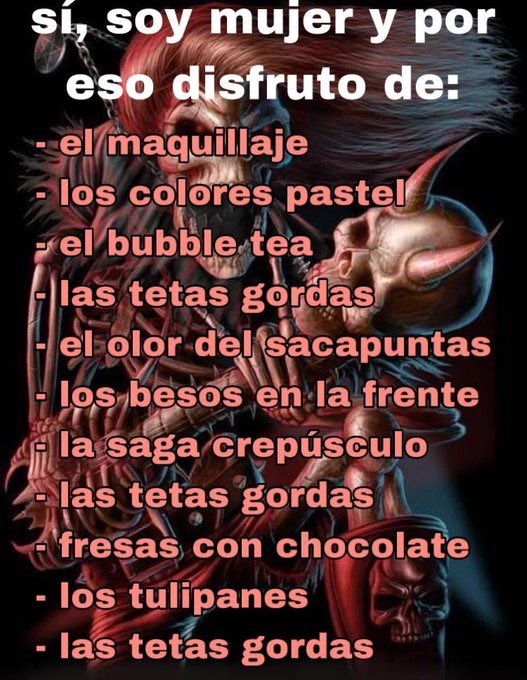 sí, soy mujer y por
eso disfruto de:
- el maquillaje
- los colores pastel
- el bubble tea
- las tetas gordas
- el olor del sacapuntas
- los besos en la frente
- la saga crepúsculo
- las tetas gordas
- fresas con chocolate
- los tulipanes
- las tetas gordas